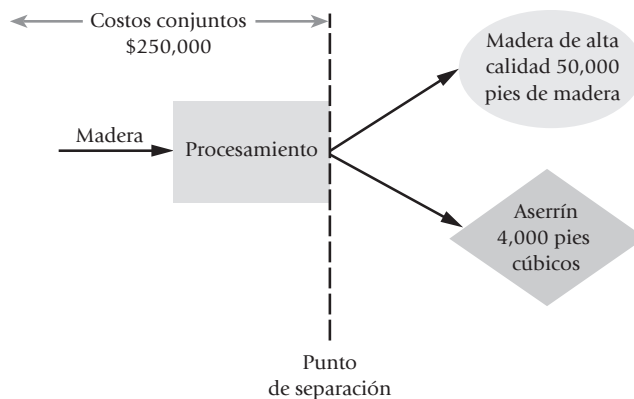 Costos conjuntos
$250,000
Madera de alta
calidad 50,000
pies de madera
Madera
Procesamiento
Aserrín
4,000 pies
cúbicos
Punto
de separación